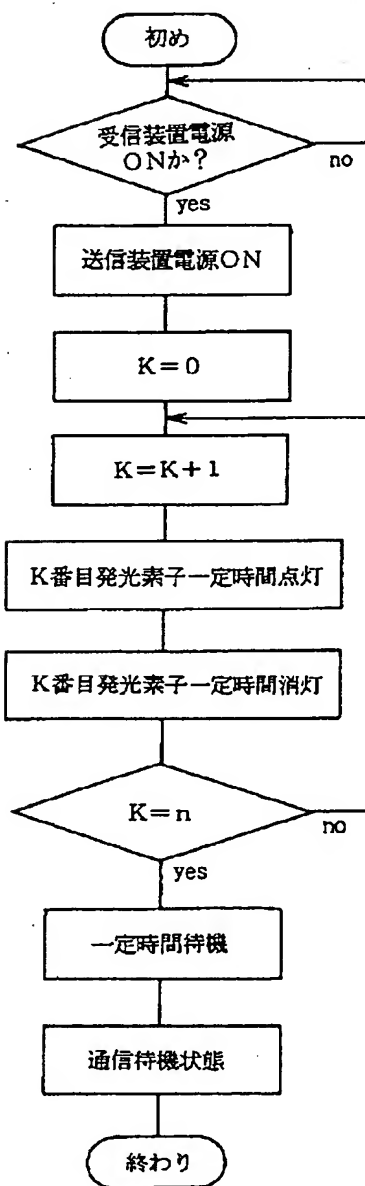 初め
受信装置電源
ONか?
no
yes
送信装置電源ON
K=0
K=K+1
K番目発光素子一定時間点灯
K番目発光素子一定時間消灯
K=n
no
yes
一定時間待機
通信待機状態
終わり